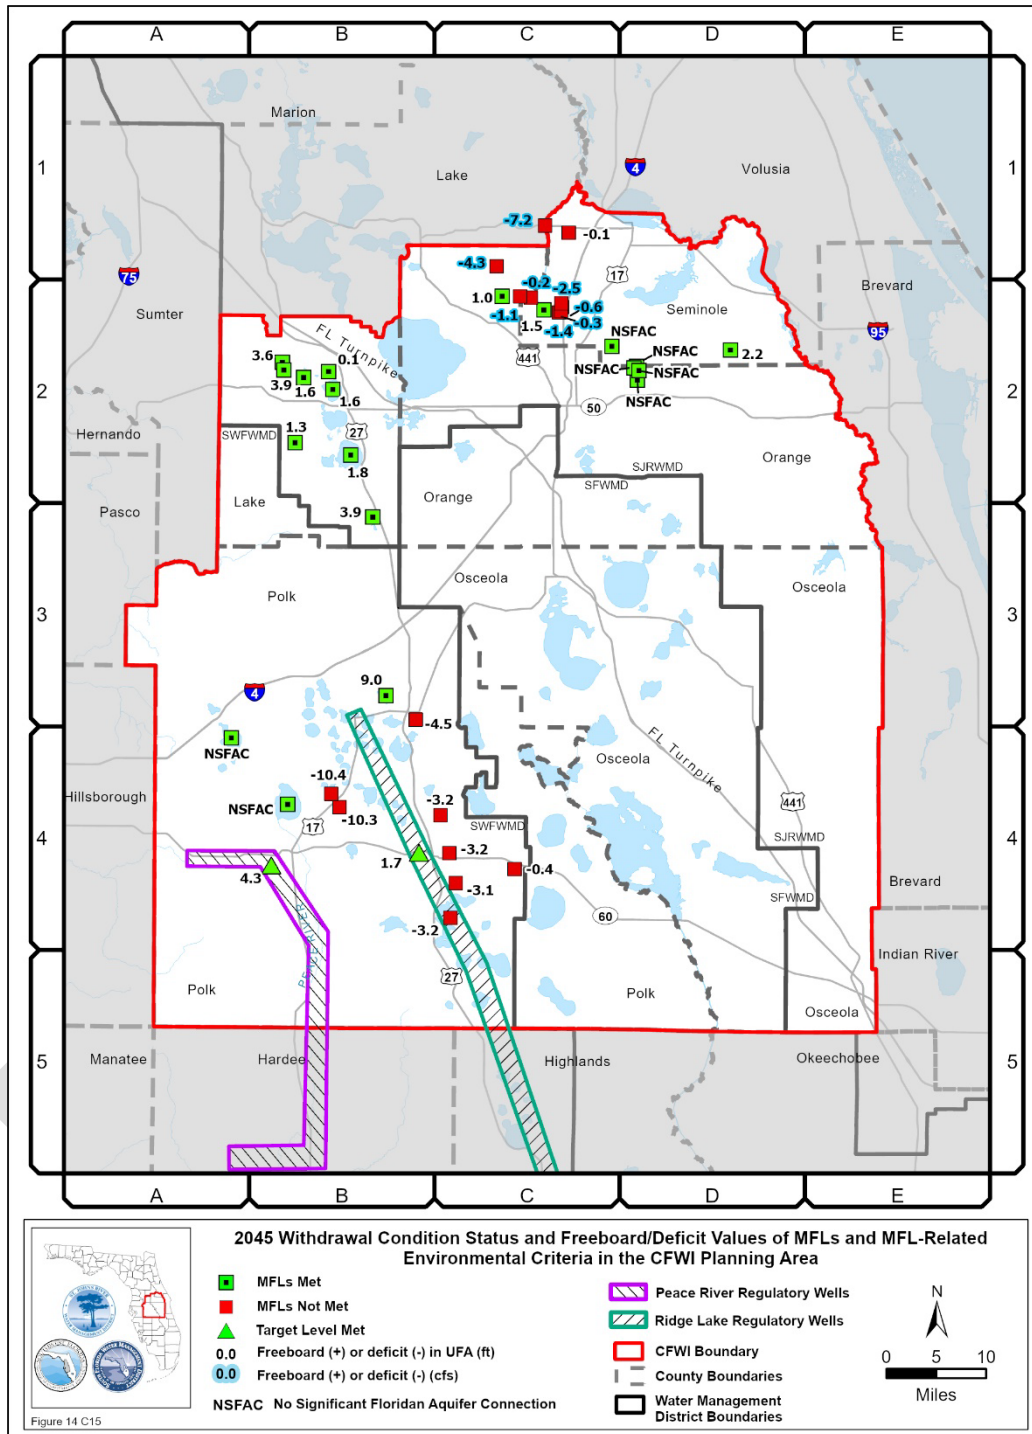 A B C D E
1
1
2
2
3
3
4
4
5
5
Marion
Lake
4
Volusia
-7.2
-0.1
-4.3
17
75
Brevard
-0.2
-2.5
1.0
Sumter
-0.6
Seminole
-1.1
1.5
-0.3
95
-1.4
NSFAC
FL Turnpike
441
3.6
0.1
NSFAC
2.2
NSFAC
NSFAC
3.9
1.6
1.6
NSFAC
50
1.3
27
Hernando
SWFWMD
1.8
SJRWMD
Orange
SFWMD
Lake
Orange
Pasco
3.9
Osceola
Osceola
Polk
9.0
4
-4.5
FL Turnpike
NSFAC
Osceola
-10.4
Hillsborough
NSFAC
-3.2
441
-10.3
17
SWFWMD
SJRWMD
-3.2
1.7
-0.4
4.3
Brevard
-3.1
SFWMD
60
-3.2
PEACE RIVER
Indian River
27
Polk
Polk
Osceola
Manatee
Hardee
Highlands
Okeechobee
A B C D E
2045 Withdrawal Condition Status and Freeboard/Deficit Values of MFLs and MFL-Related
Environmental Criteria in the CFWI Planning Area
MFLs Met
MFLs Not Met
Target Level Met
0.0 Freeboard (+) or deficit (-) in UFA (ft)
0.0 Freeboard (+) or deficit (-) (cfs)
NSFAC No Significant Floridan Aquifer Connection
Peace River Regulatory Wells
Ridge Lake Regulatory Wells
CFWI Boundary
County Boundaries
Water Management
District Boundaries
N
0 5 10
Miles
Figure 14 C15